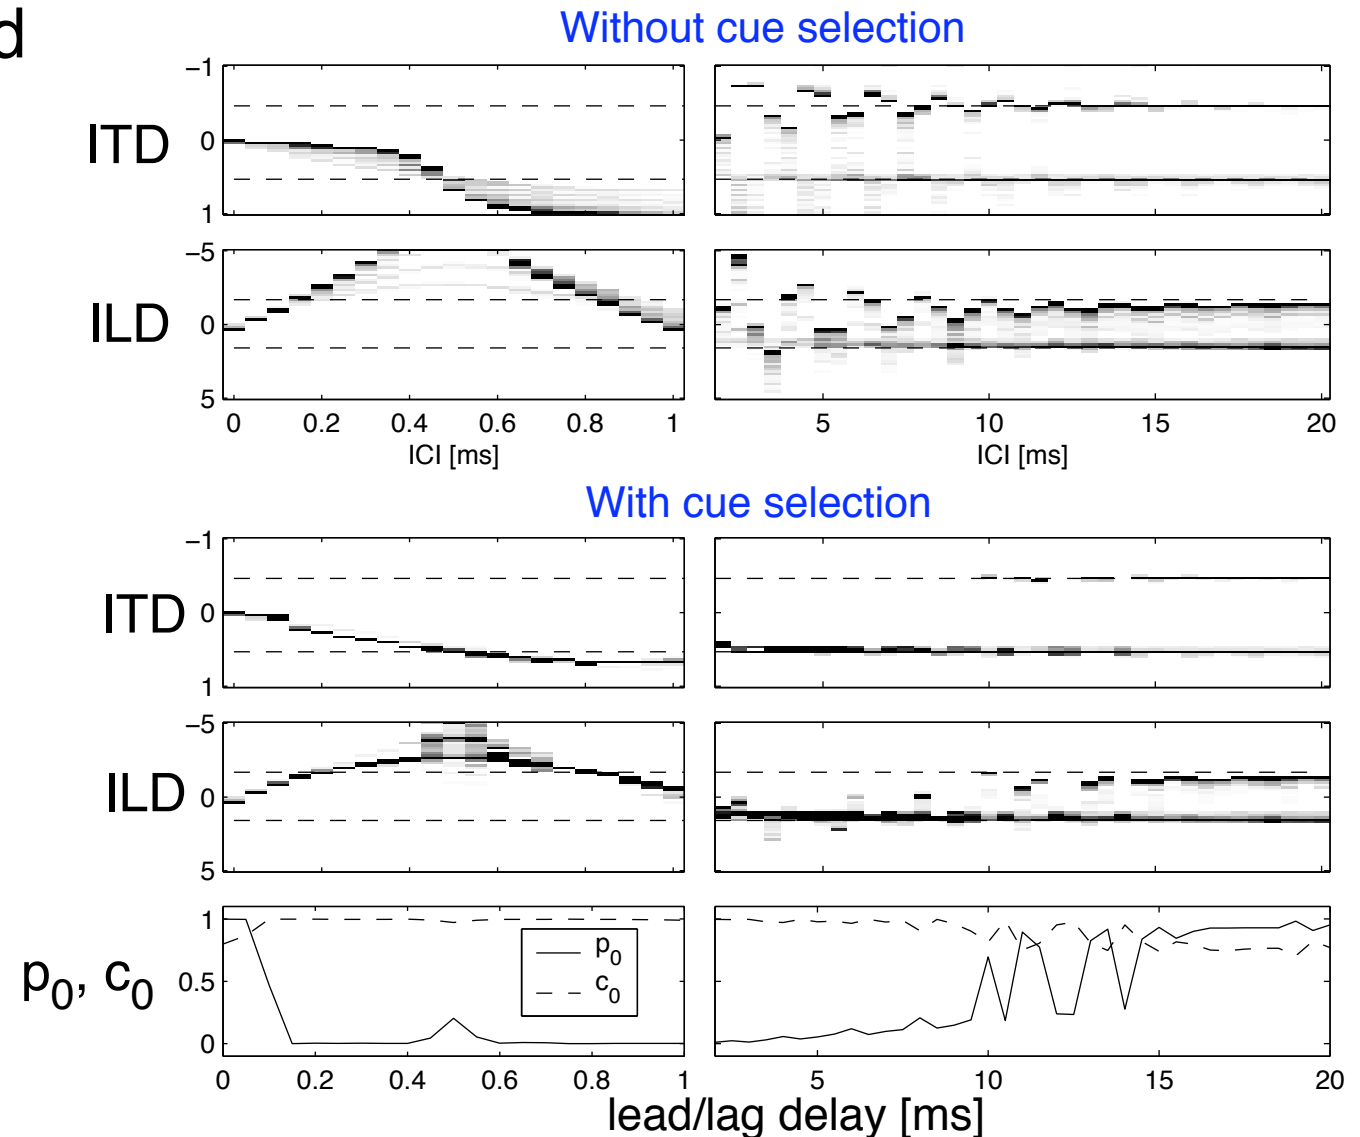 d
Without cue selection
-1
ITD 0
1
-5
ILD 0
5
0 0.2 0.4 0.6 0.8 1
ICI [ms]
5 10 15 20
ICI [ms]
With cue selection
-1
ITD 0
1
-5
ILD 0
5
1
p0, c0 0.5
0
p0
c0
0 0.2 0.4 0.6 0.8 1
5 10 15 20
lead/lag delay [ms]